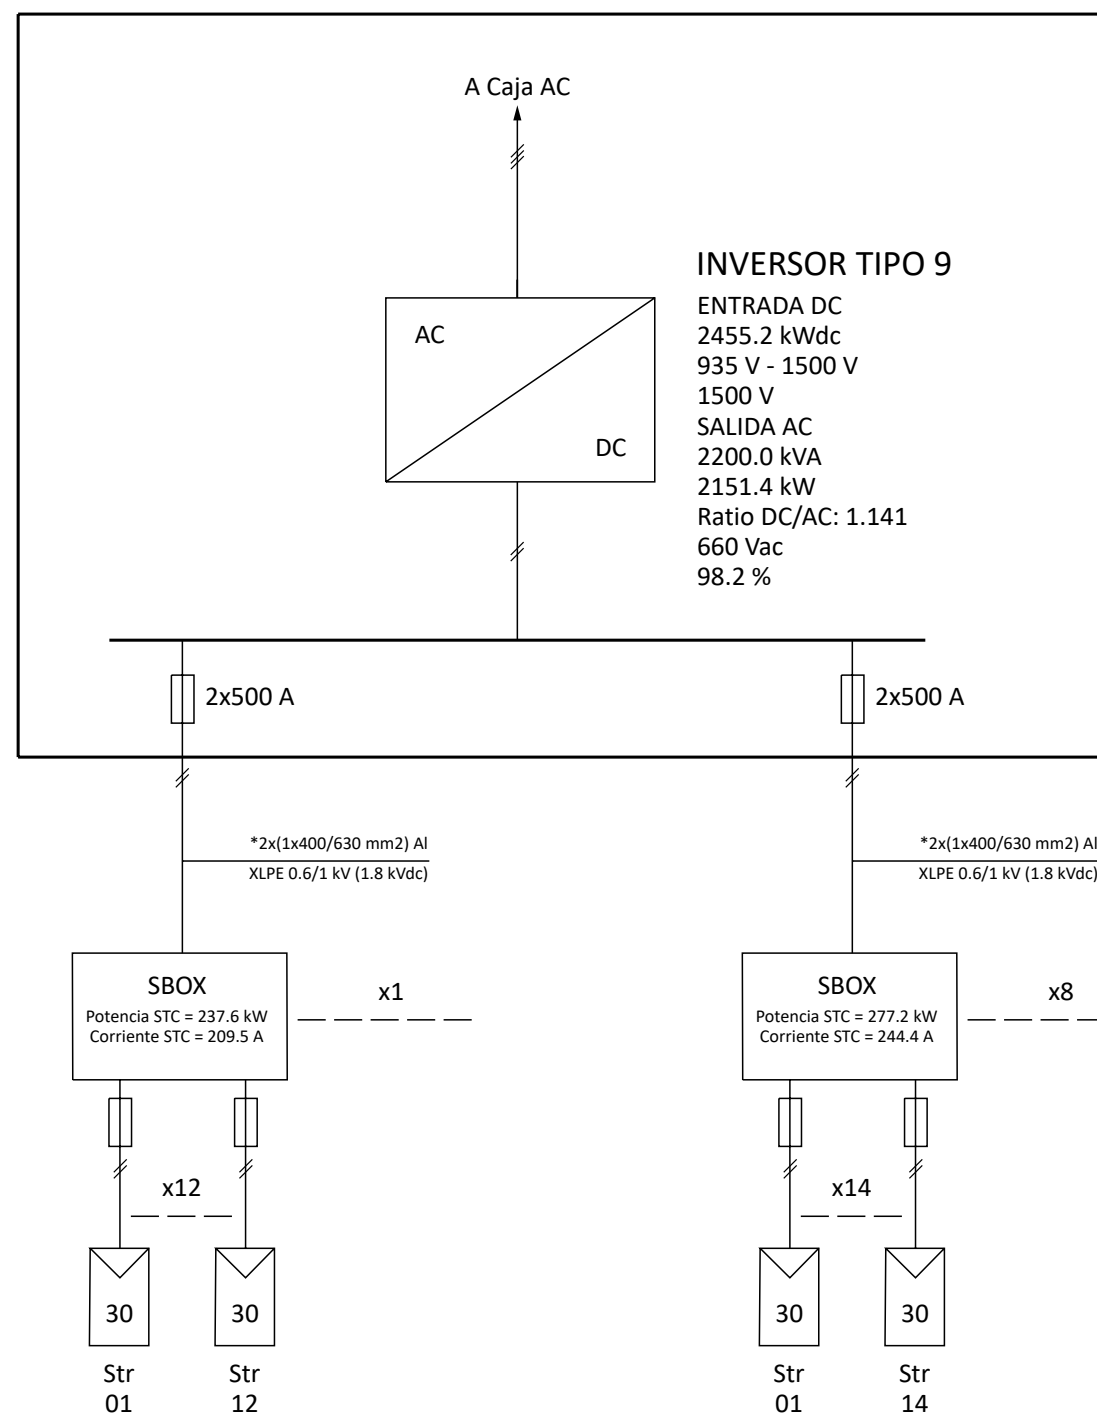 A Caja AC
INVERSOR TIPO 9
ENTRADA DC
2455.2 kWdc
935 V - 1500 V
1500 V
SALIDA AC
2200.0 kVA
2151.4 kW
Ratio DC/AC: 1.141
660 Vac
98.2 %
AC
DC
2x500 A
2x500 A
*2x(1x400/630 mm2) Al
XLPE 0.6/1 kV (1.8 kVdc)
*2x(1x400/630 mm2) Al
XLPE 0.6/1 kV (1.8 kVdc)
SBOX
Potencia STC = 237.6 kW
Corriente STC = 209.5 A
x1
SBOX
Potencia STC = 277.2 kW
Corriente STC = 244.4 A
x8
x12
x14
30
30
30
30
Str
01
Str
12
Str
01
Str
14